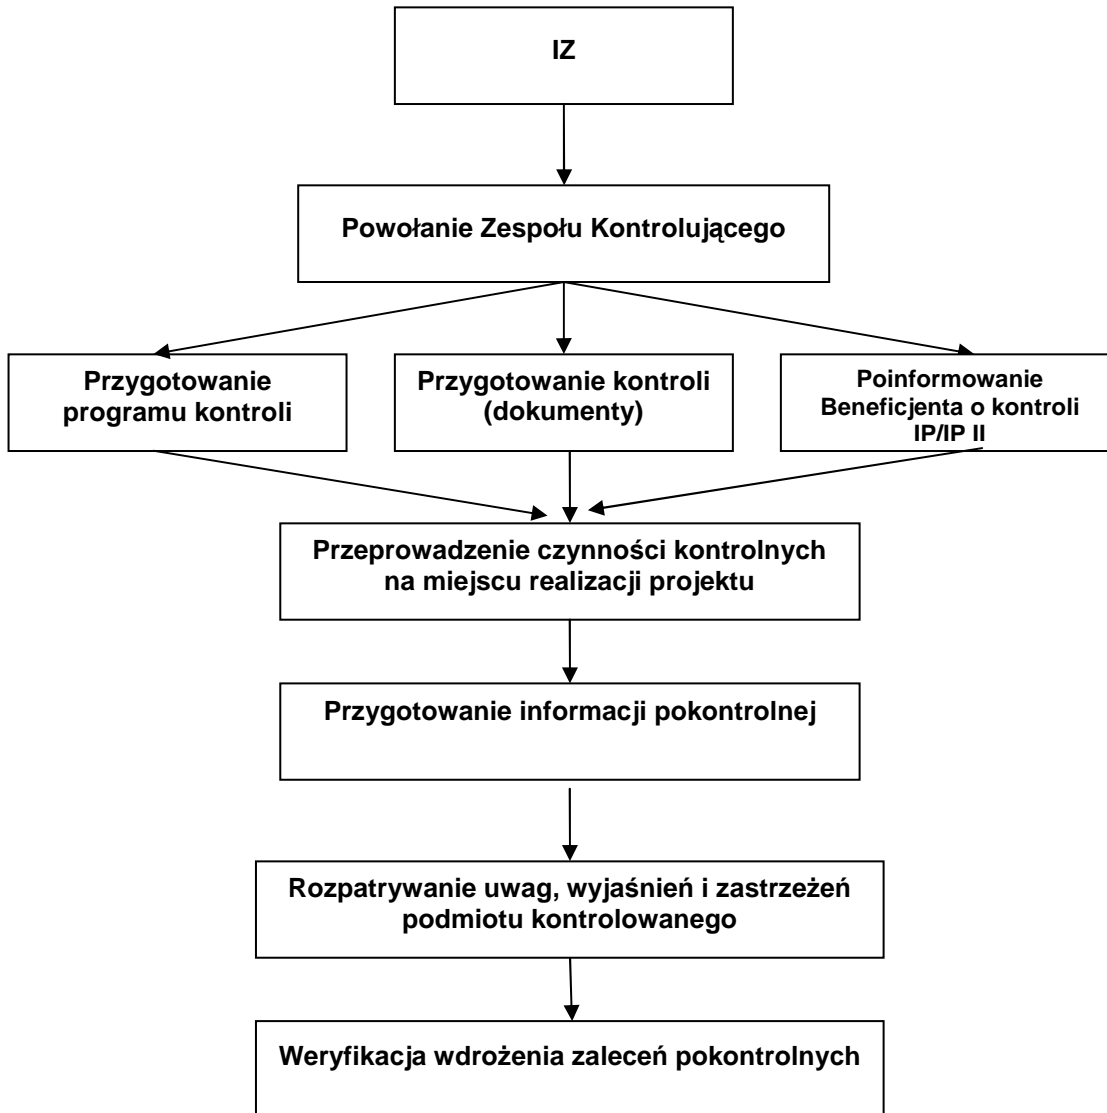 IZ
Powołanie Zespołu Kontrolującego
Przygotowanie
programu kontroli
Przygotowanie kontroli
(dokumenty)
Poinformowanie
Beneficjenta o kontroli
IP/IP II
Przeprowadzenie czynności kontrolnych
na miejscu realizacji projektu
Przygotowanie informacji pokontrolnej
Rozpatrywanie uwag, wyjaśnień i zastrzeżeń
podmiotu kontrolowanego
Weryfikacja wdrożenia zaleceń pokontrolnych